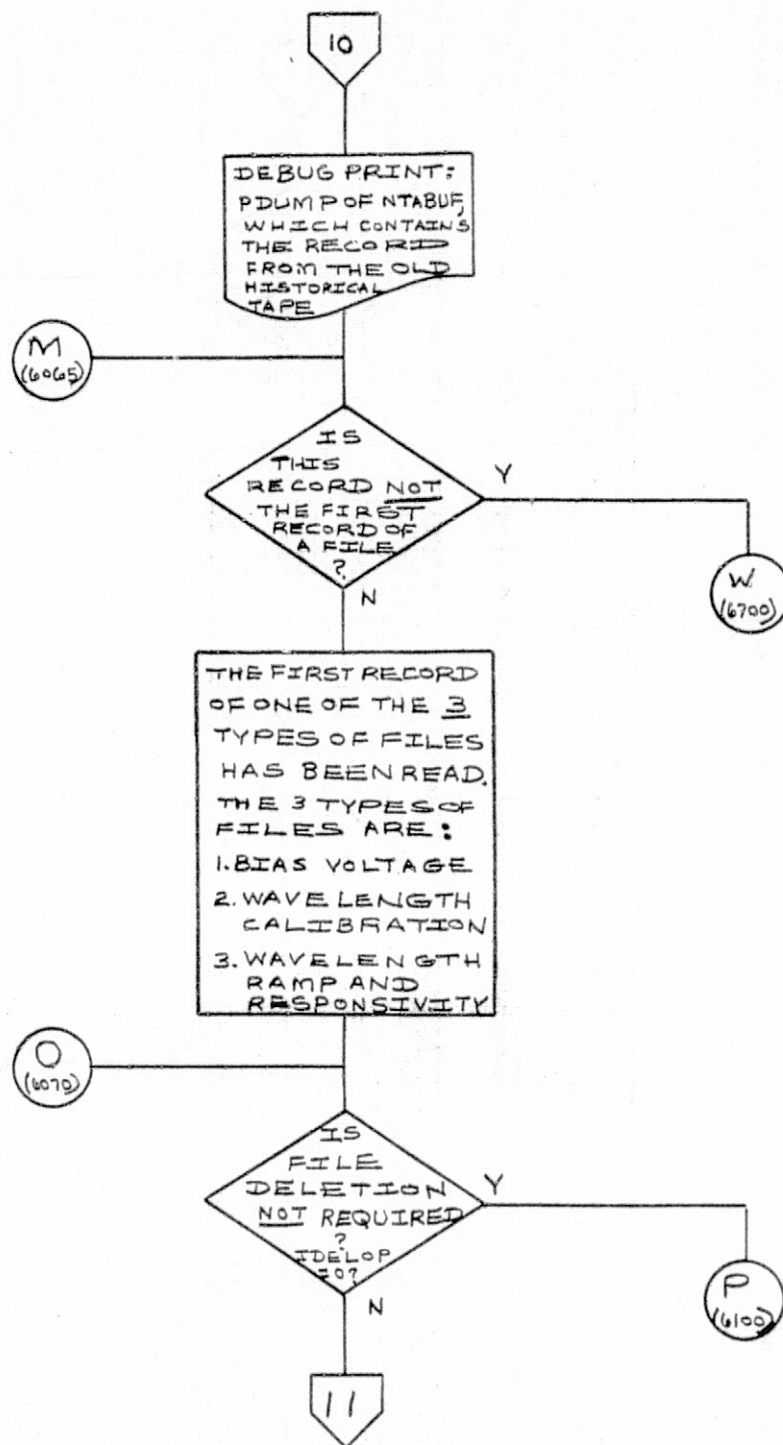 10
DEBUG PRINT:
PDUMP OF NTABUF,
WHICH CONTAINS
THE RECORD
FROM THE OLD
HISTORICAL
TAPE
M
(6065)
IS
THIS
RECORD NOT
THE FIRST
RECORD OF
A FILE
?
Y
N
W
(6700)
THE FIRST RECORD
OF ONE OF THE 3
TYPES OF FILES
HAS BEEN READ.
THE 3 TYPES OF
FILES ARE:
1. BIAS VOLTAGE
2. WAVELENGTH
CALIBRATION
3. WAVELENGTH
RAMP AND
RESPONSIVITY
O
(6070)
IS
FILE
DELETION
NOT REQUIRED
?
IDELOP
Y
N
P
(6100)
11